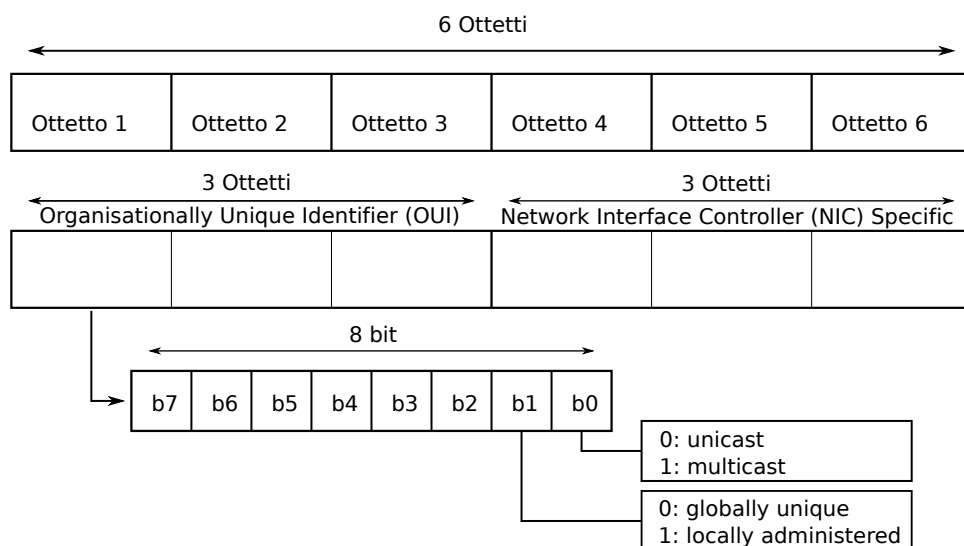 6 Ottetti
Ottetto 1 Ottetto 2 Ottetto 3 Ottetto 4 Ottetto 5 Ottetto 6
3 Ottetti 3 Ottetti
Organisationally Unique Identifier (OUI) Network Interface Controller (NIC) Specific
8 bit
b7 b6 b5 b4 b3 b2 b1 b0
0: unicast
1: multicast
0: globally unique
1: locally administered